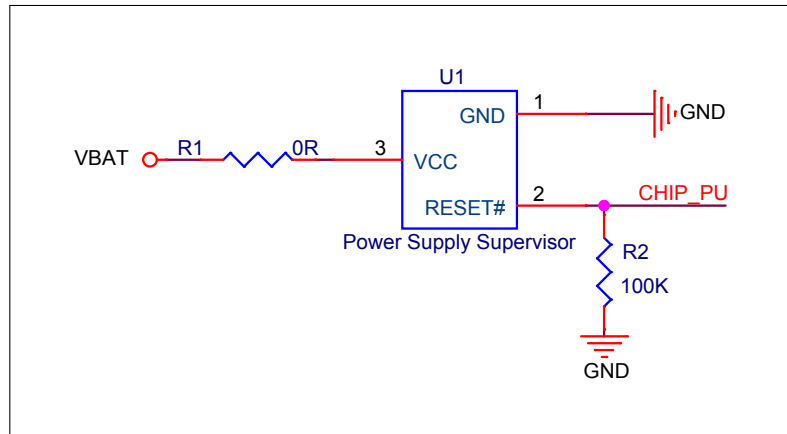 U1
1
GND
GND
R1
0R
3
VBAT
VCC
2
CHIP_PU
RESET#
Power Supply Supervisor
R2
100K
GND